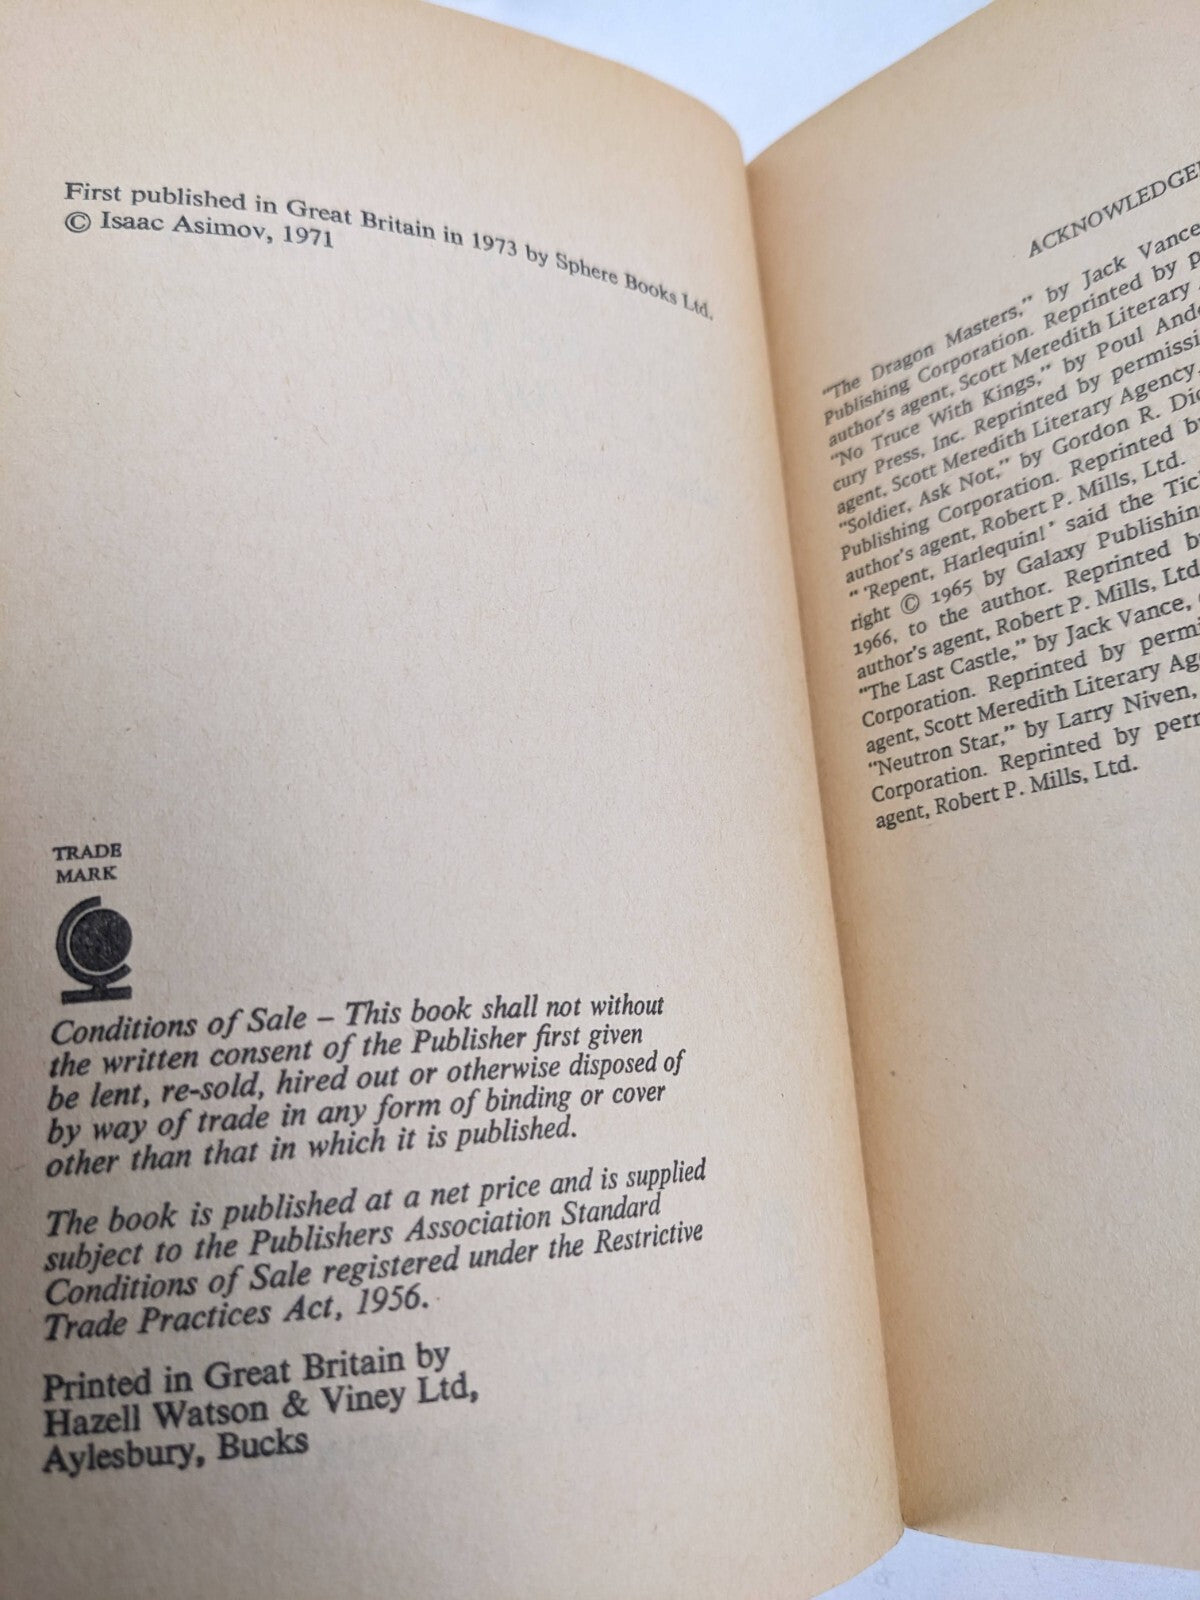 First published in Great Britain in 1973 by Sphere Books Ltd.
© Isaac Asimov, 1971
TRADE
MARK
Conditions of Sale – This book shall not without
the written consent of the Publisher first given
be lent, re-sold, hired out or otherwise disposed of
by way of trade in any form of binding or cover
other than that in which it is published.
The book is published at a net price and is supplied
subject to the Publishers Association Standard
Conditions of Sale registered under the Restrictive
Trade Practices Act, 1956.
Printed in Great Britain by
Hazell Watson & Viney Ltd,
Aylesbury, Bucks
"The Dragon Masters," by Jack Vance
Publishing Corporation. Reprinted by
author's agent, Scott Meredith Literary
"No Truce With Kings," by Poul
cury Press, Inc. Reprinted by
agent, Scott Meredith Literary Agency,
"Soldier, Ask Not," by Gordon R.
Publishing Corporation. Reprinted
author's agent, Robert P. Mills, Ltd.
" 'Repent, Harlequin!' said the
right © 1965 by Galaxy
1966, to the author. Reprinted
author's agent, Robert P. Mills, Ltd
"The Last Castle," by Jack Vance,
Corporation. Reprinted by
agent, Scott Meredith Literary
"Neutron Star," by Larry Niven,
Corporation. Reprinted by
agent, Robert P. Mills, Ltd.